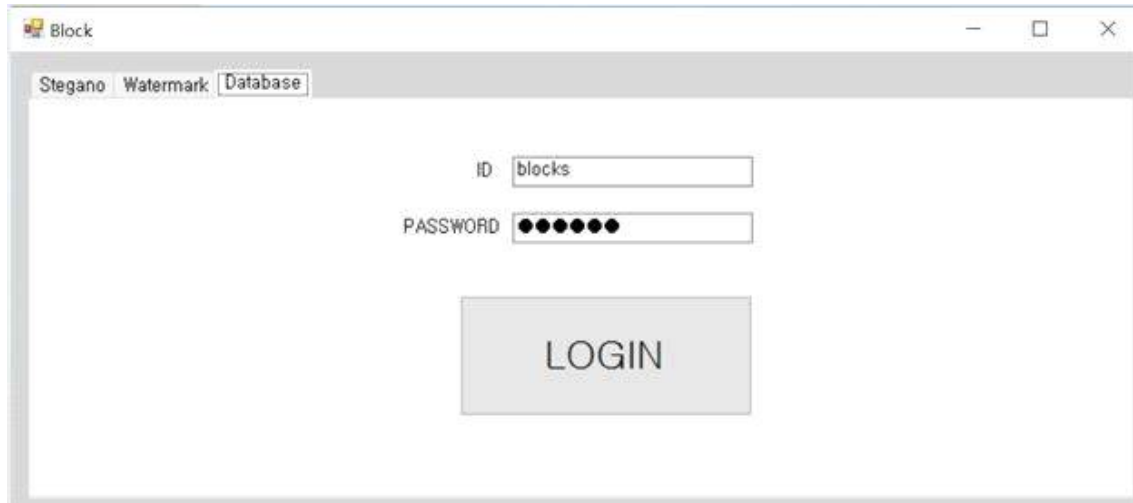 Block
Stegano Watermark Database
ID blocks
PASSWORD ●●●●●●
LOGIN